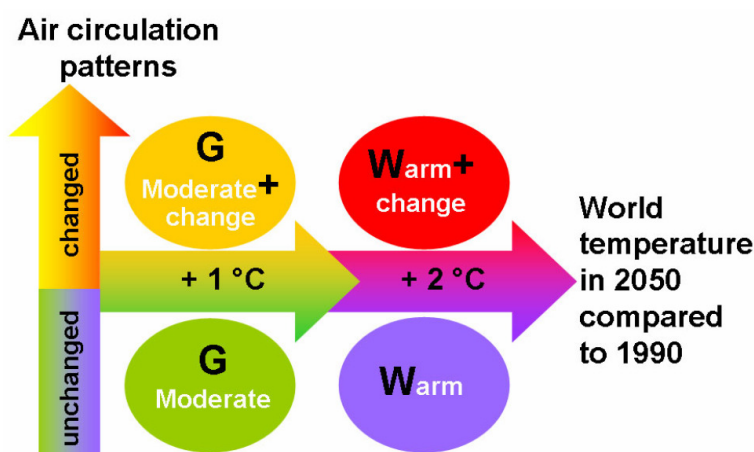 Air circulation
patterns
changed
unchanged
G
Moderate+
change
Warm+
change
+ 1 °C
+ 2 °C
G
Moderate
Warm
World
temperature
in 2050
compared
to 1990